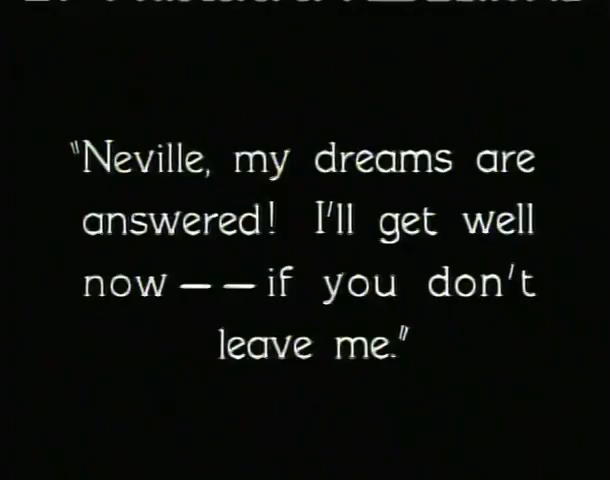 "Neville, my dreams are
answered! I'll get well
now — — if you don't
leave me."